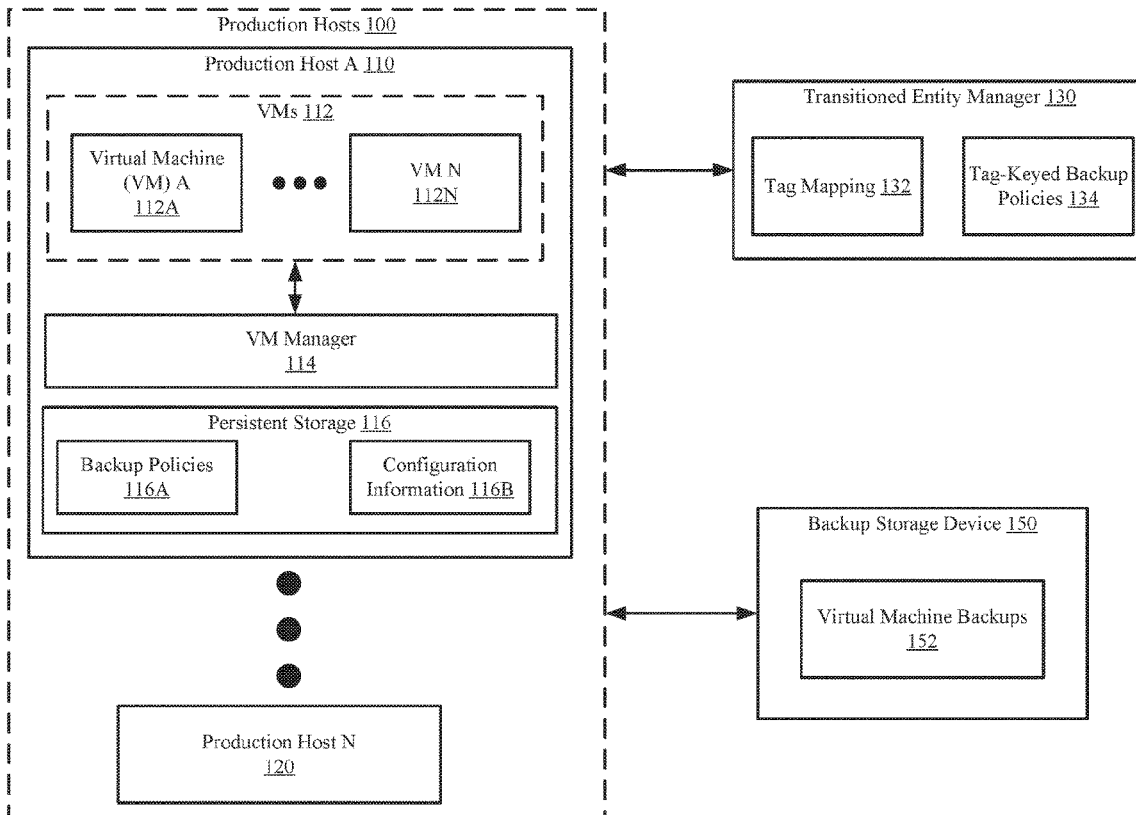 Production Hosts 100
Production Host A 110
VMs 112
Virtual Machine
(VM) A
112A
VM N
112N
VM Manager
114
Persistent Storage 116
Backup Policies
116A
Configuration
Information 116B
Production Host N
120
Transitioned Entity Manager 130
Tag Mapping 132
Tag-Keyed Backup
Policies 134
Backup Storage Device 150
Virtual Machine Backups
152